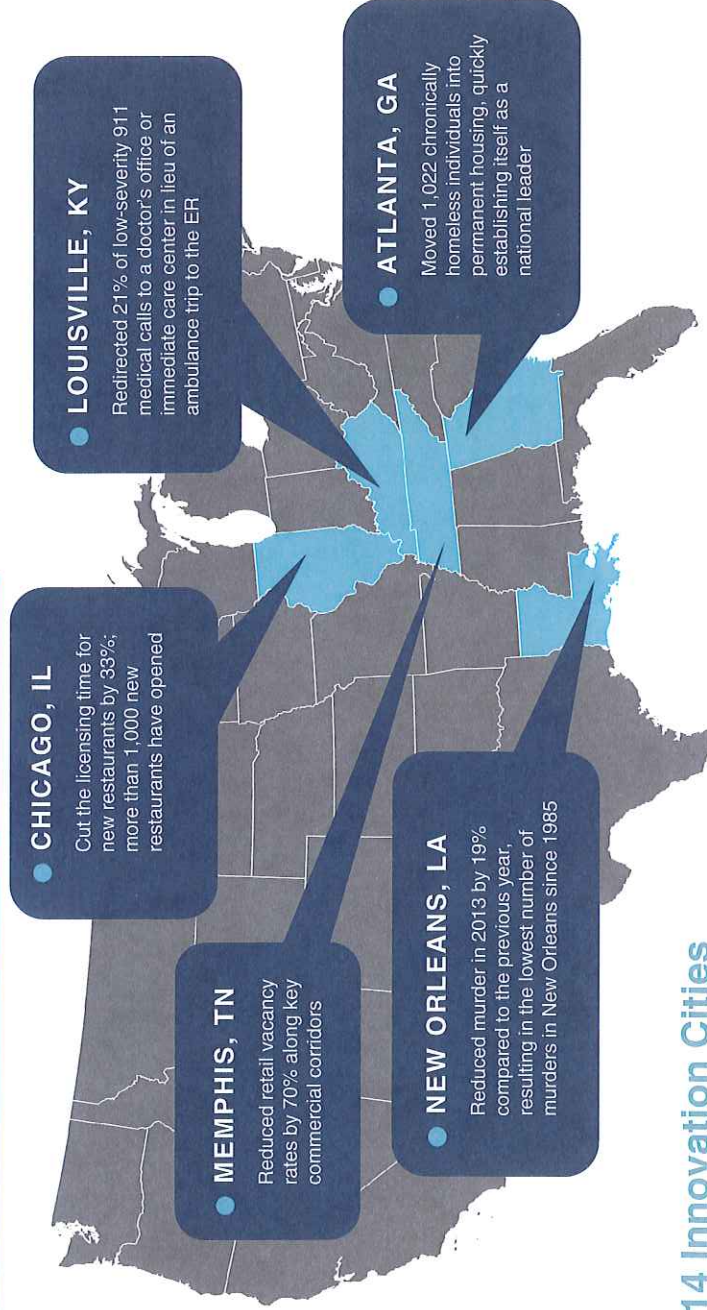 CHICAGO, IL
Cut the licensing time for
new restaurants by 33%;
more than 1,000 new
restaurants have opened
LOUISVILLE, KY
Redirected 21% of low-severity 911
medical calls to a doctor's office or
immediate care center in lieu of an
ambulance trip to the ER
MEMPHIS, TN
Reduced retail vacancy
rates by 70% along key
commercial corridors
NEW ORLEANS, LA
Reduced murder in 2013 by 19%
compared to the previous year,
resulting in the lowest number of
murders in New Orleans since 1985
ATLANTA, GA
Moved 1,022 chronically
homeless individuals into
permanent housing, quickly
establishing itself as a
national leader
14 Innovation Cities